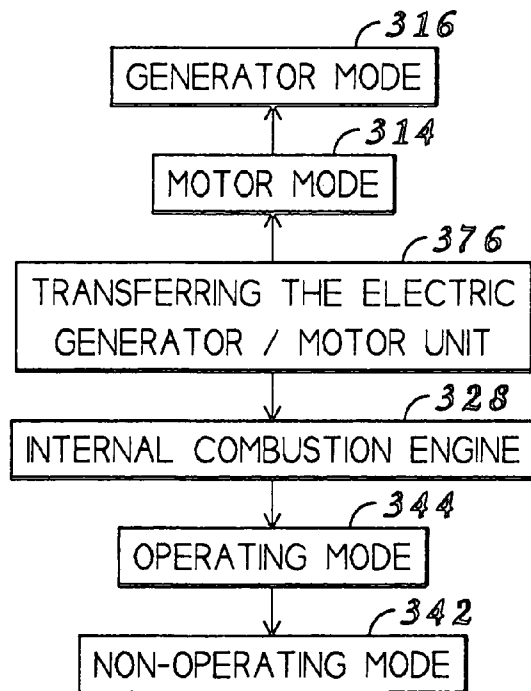 316
GENERATOR MODE
314
MOTOR MODE
376
TRANSFERRING THE ELECTRIC
GENERATOR / MOTOR UNIT
328
INTERNAL COMBUSTION ENGINE
344
OPERATING MODE
342
NON-OPERATING MODE